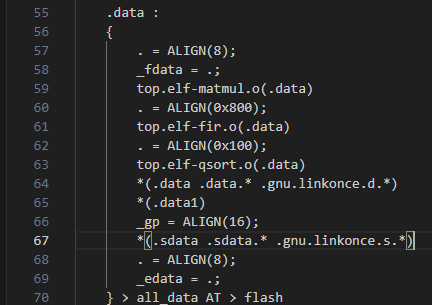 55 .data :
56 {
57 . = ALIGN(8);
58 _fdata = .;
59 top.elf-matmul.o(.data)
60 . = ALIGN(0x800);
61 top.elf-fir.o(.data)
62 . = ALIGN(0x100);
63 top.elf-qsort.o(.data)
64 *(.data .data.* .gnu.linkonce.d.*)
65 *(.data1)
66 _gp = ALIGN(16);
67 *(.sdata .sdata.* .gnu.linkonce.s.*)
68 . = ALIGN(8);
69 _edata = .;
70 } > all_data AT > flash